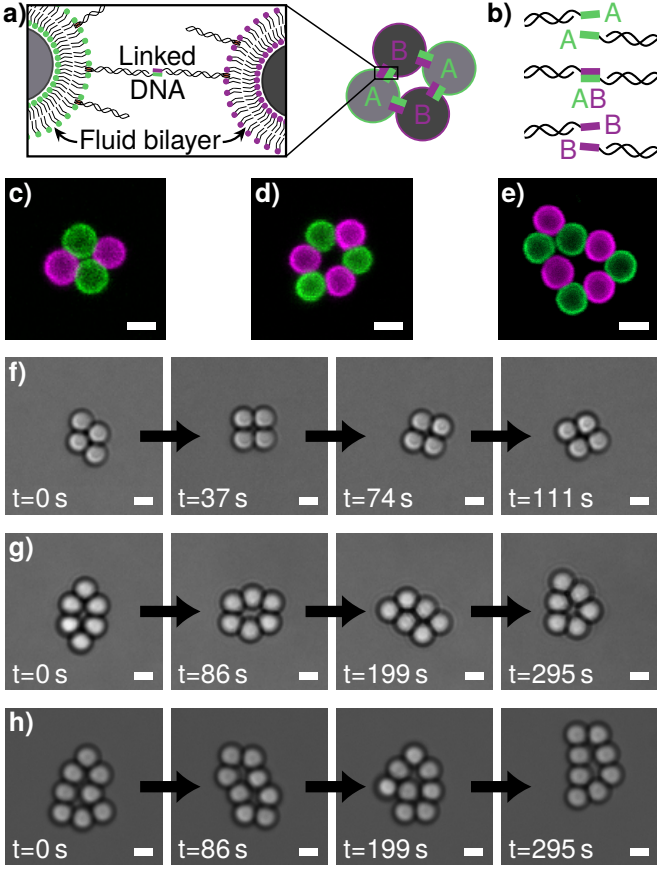 a)
Linked
DNA
Fluid bilayer
B
A
A
B
b)
A
A
AB
B
B
c)
d)
e)
f)
t=0 s
t=37 s
t=74 s
t=111 s
g)
t=0 s
t=86 s
t=199 s
t=295 s
h)
t=0 s
t=86 s
t=199 s
t=295 s